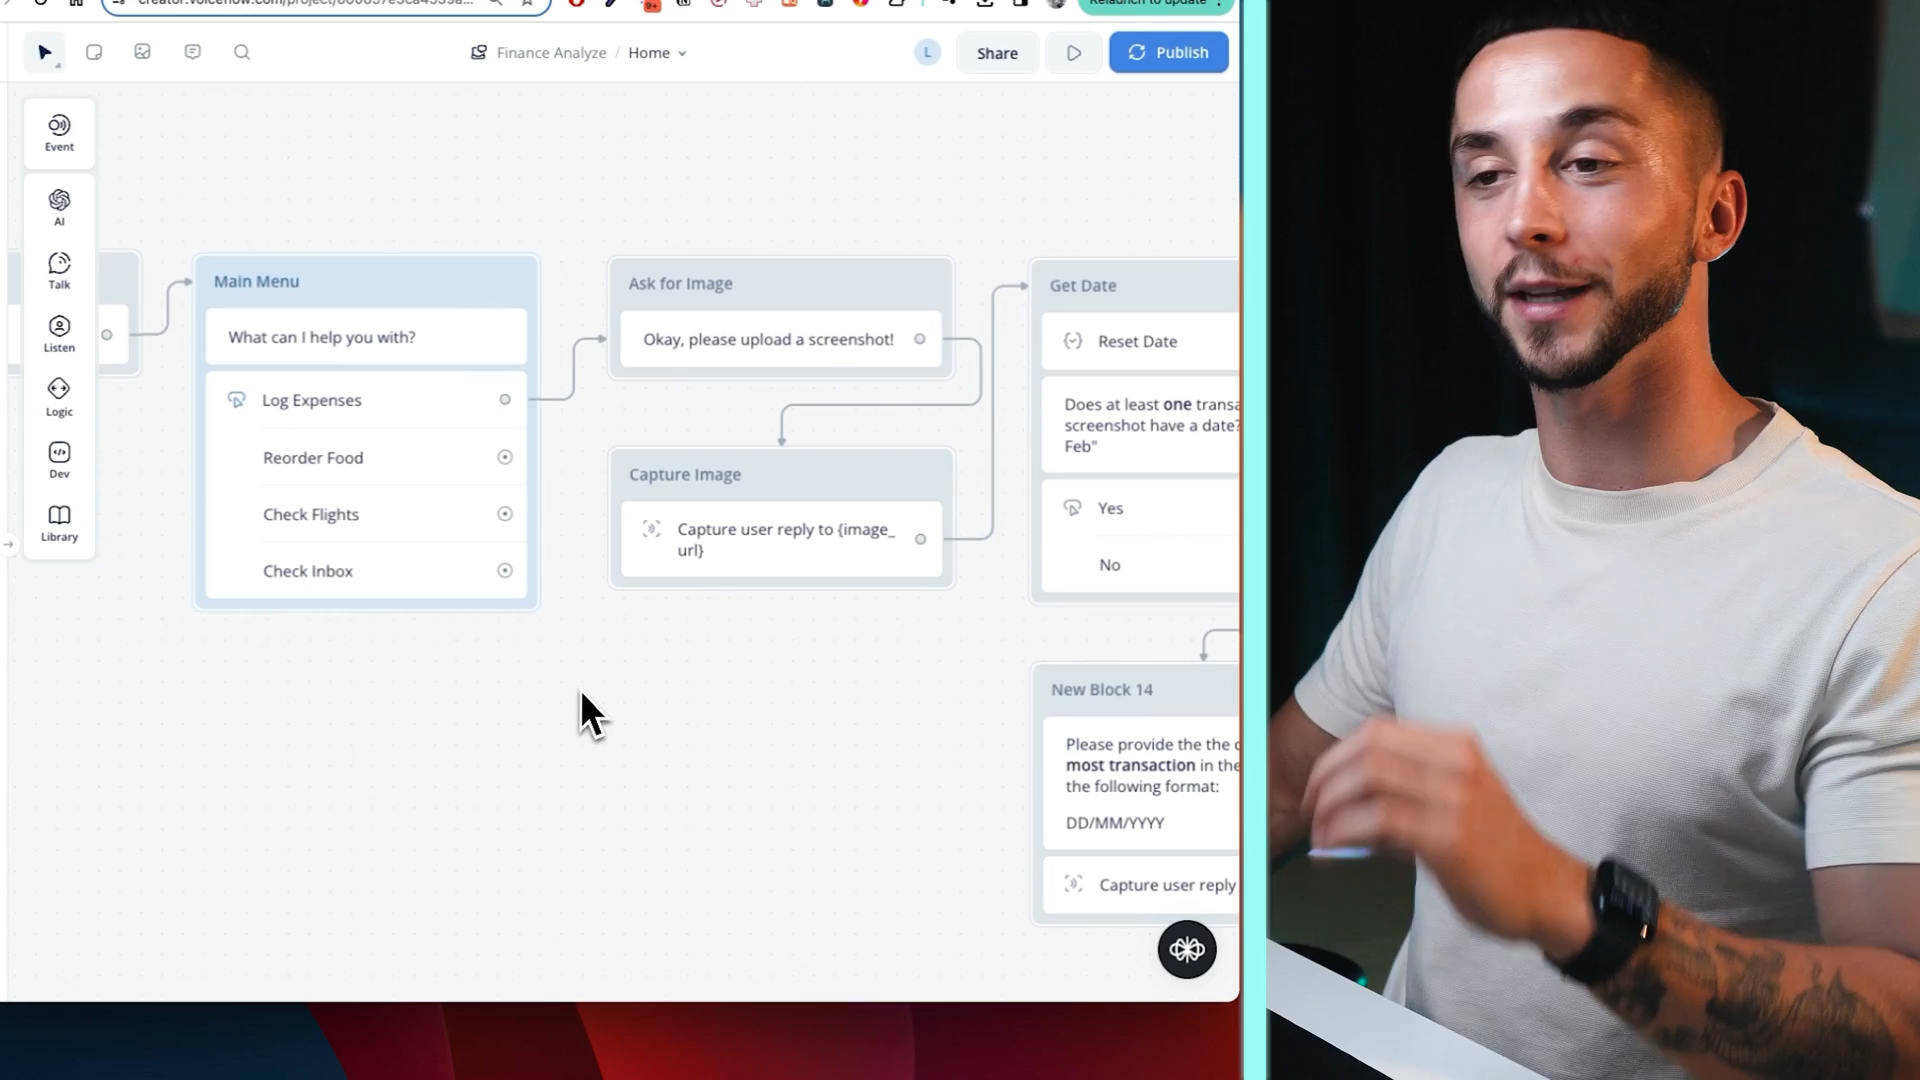 Finance Analyze / Home
L
Share
Publish
Event
AI
Talk
Listen
Logic
Dev
Library
Main Menu
What can I help you with?
Log Expenses
Reorder Food
Check Flights
Check Inbox
Ask for Image
Okay, please upload a screenshot!
Capture Image
Capture user reply to {image_
url}
Get Date
Reset Date
Does at least one transa
screenshot have a date?
Feb"
Yes
No
New Block 14
Please provide the the
most transaction in the
the following format:
DD/MM/YYYY
Capture user reply
9+
Relaunch to update